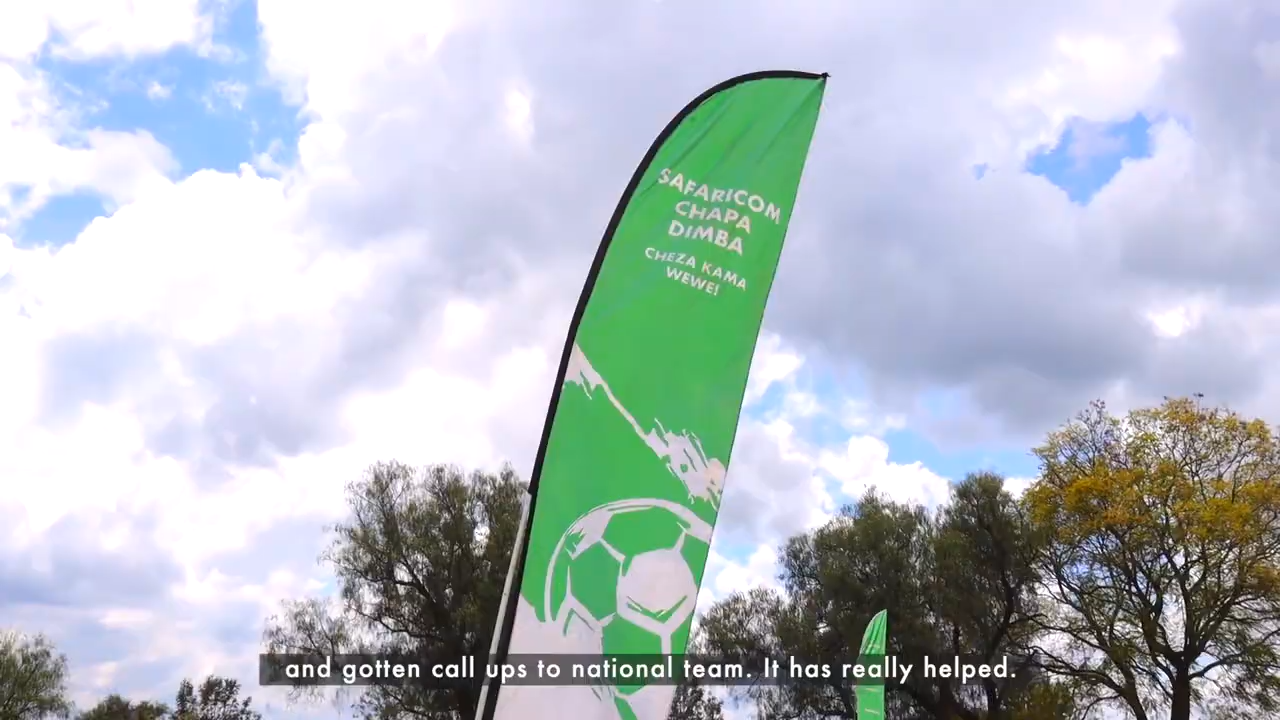 SAFARICOM
CHAPA
DIMBA
CHEZA KAMA
WEWE!
and gotten call ups to national team. It has really helped.